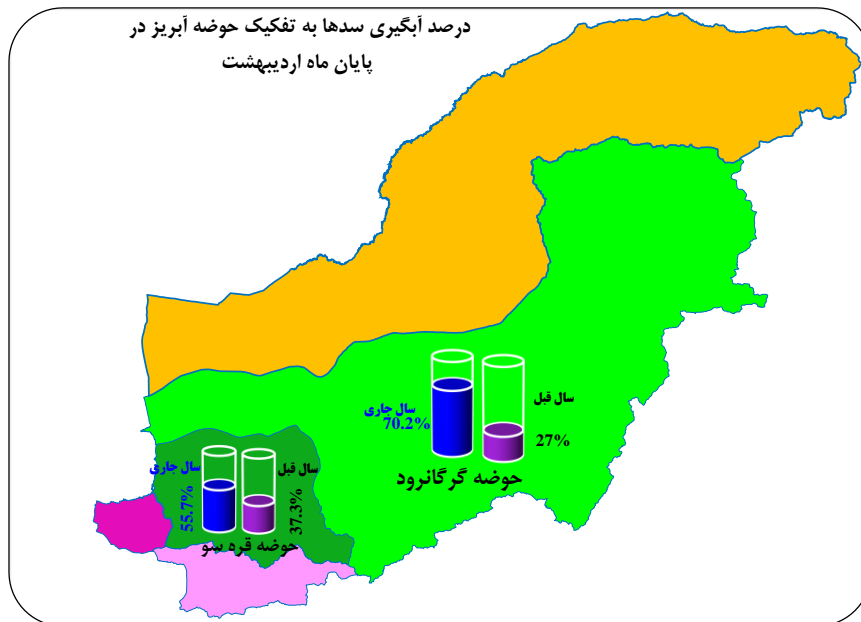 درصد آبگیری سدها به تفکیک حوضه آبریز در
پایان ماه اردیبهشت
سال قبل
27%
سال جاری
70.2%
حوضه گرگانرود
سال قبل
37.3%
سال جاری
55.7%
حوضه قره سو